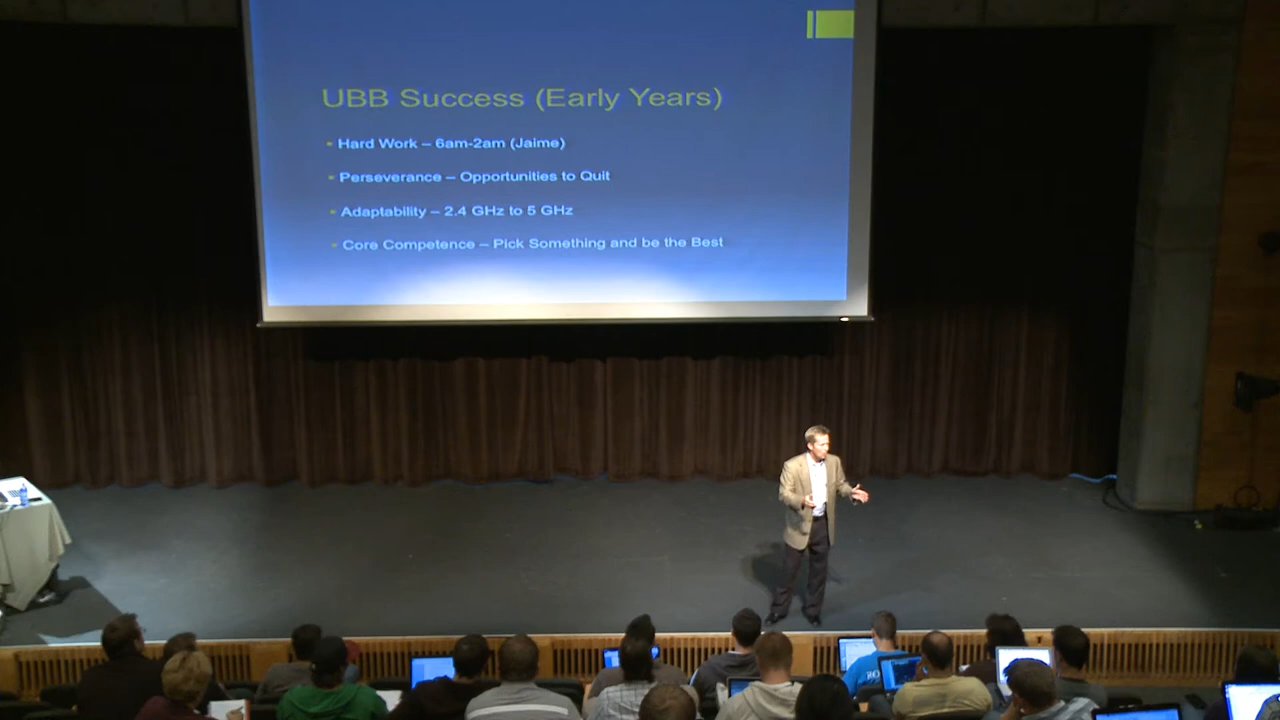 UBB Success (Early Years)
Hard Work – 6am-2am (Jaime)
Perseverance – Opportunities to Quit
Adaptability – 2.4 GHz to 5 GHz
Core Competence – Pick Something and be the Best
RO